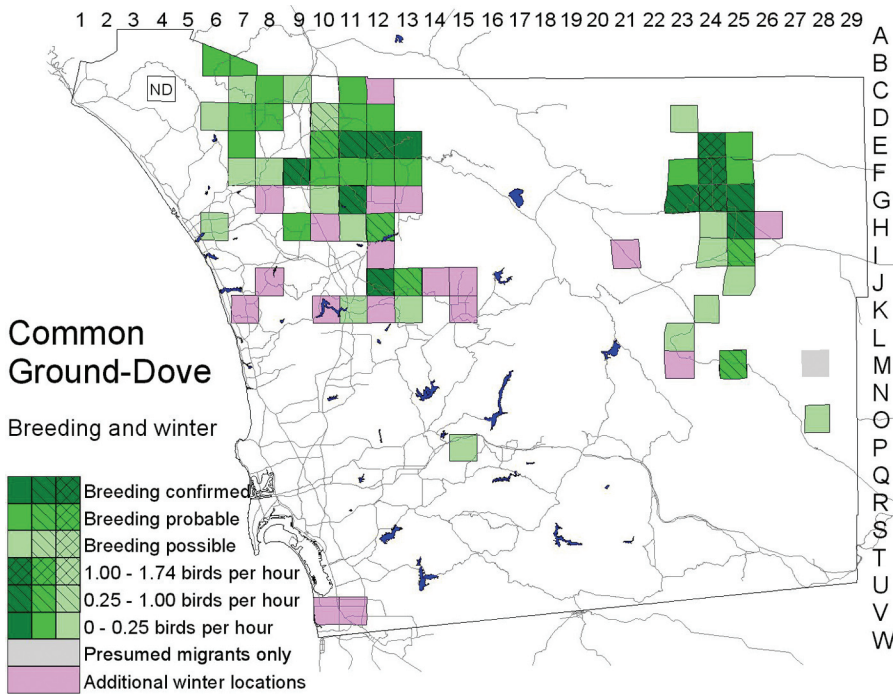 1 2 3 4 5 6 7 8 9 10 11 12 13 14 15 16 17 18 19 20 21 22 23 24 25 26 27 28 29
A
B
C
ND
D
E
F
G
H
I
J
K
L
M
N
O
P
Q
R
S
T
U
V
W
Common
Ground-Dove
Breeding and winter
Breeding confirmed
Breeding probable
Breeding possible
1.00 - 1.74 birds per hour
0.25 - 1.00 birds per hour
0 - 0.25 birds per hour
Presumed migrants only
Additional winter locations